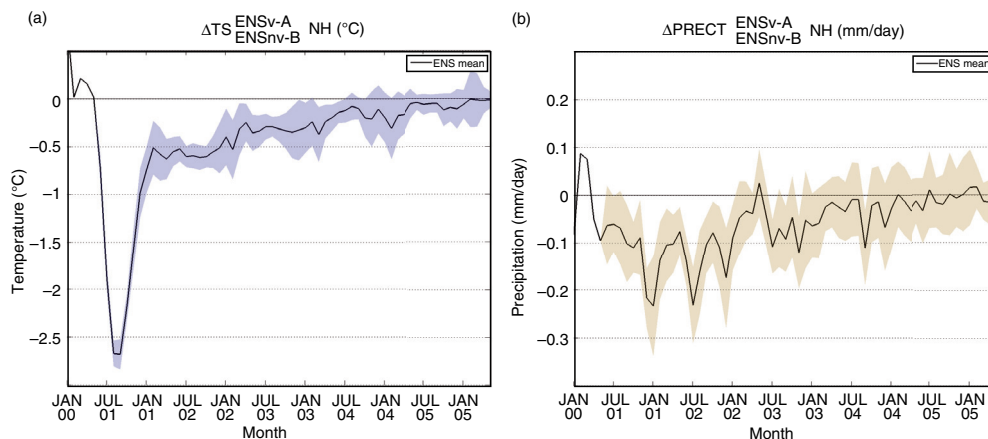 (a)
ΔTS ENSv-A NH (°C)
ENSnv-B
ENS mean
0
−0.5
−1
−1.5
−2
−2.5
Temperature (°C)
JAN JUL JAN JUL JAN JUL JAN JUL JAN JUL JAN
00 01 01 02 02 03 03 04 04 05 05
Month
(b)
ΔPRECT ENSv-A NH (mm/day)
ENSnv-B
ENS mean
0.2
0.1
0
−0.1
−0.2
−0.3
Precipitation (mm/day)
JAN JUL JAN JUL JAN JUL JAN JUL JAN JUL JAN
00 01 01 02 02 03 03 04 04 05 05
Month